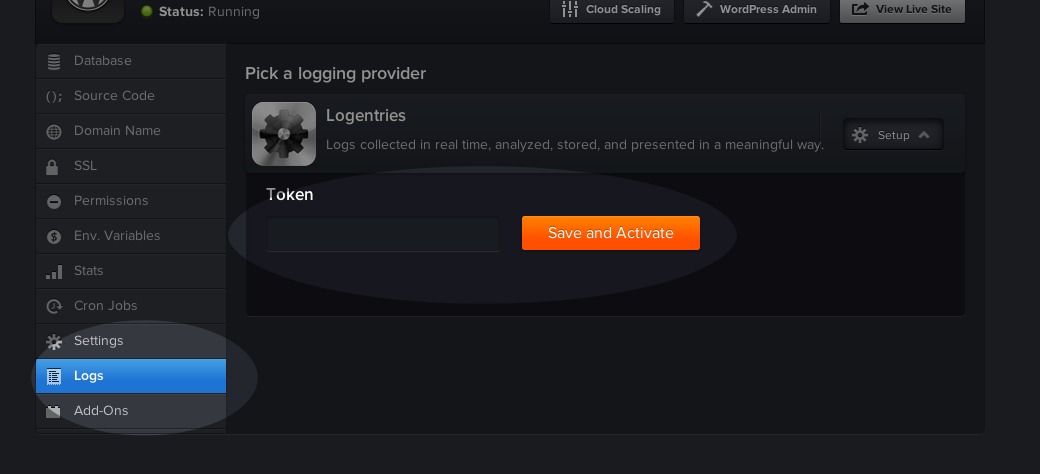 Status: Running
Cloud Scaling
WordPress Admin
View Live Site
Database
Source Code
Domain Name
SSL
Permissions
Env. Variables
Stats
Cron Jobs
Settings
Logs
Add-Ons
Pick a logging provider
Logentries
Logs collected in real time, analyzed, stored, and presented in a meaningful way.
Setup
Token
Save and Activate